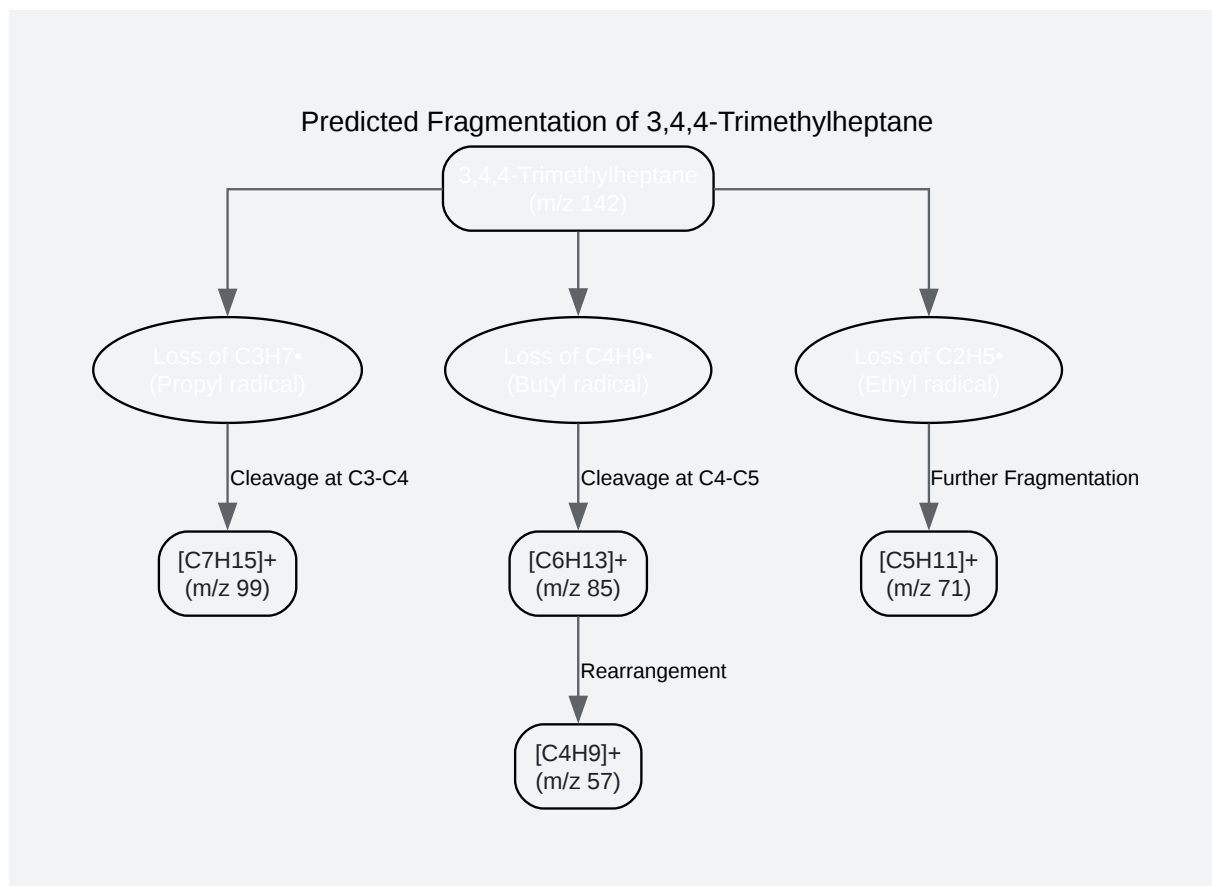 Predicted Fragmentation of 3,4,4-Trimethylheptane
3,4,4-Trimethylheptane
(m/z 142)
Loss of C3H7•
(Propyl radical)
Loss of C4H9•
(Butyl radical)
Loss of C2H5•
(Ethyl radical)
Cleavage at C3-C4
Cleavage at C4-C5
Further Fragmentation
[C7H15]+
(m/z 99)
[C6H13]+
(m/z 85)
[C5H11]+
(m/z 71)
Rearrangement
[C4H9]+
(m/z 57)